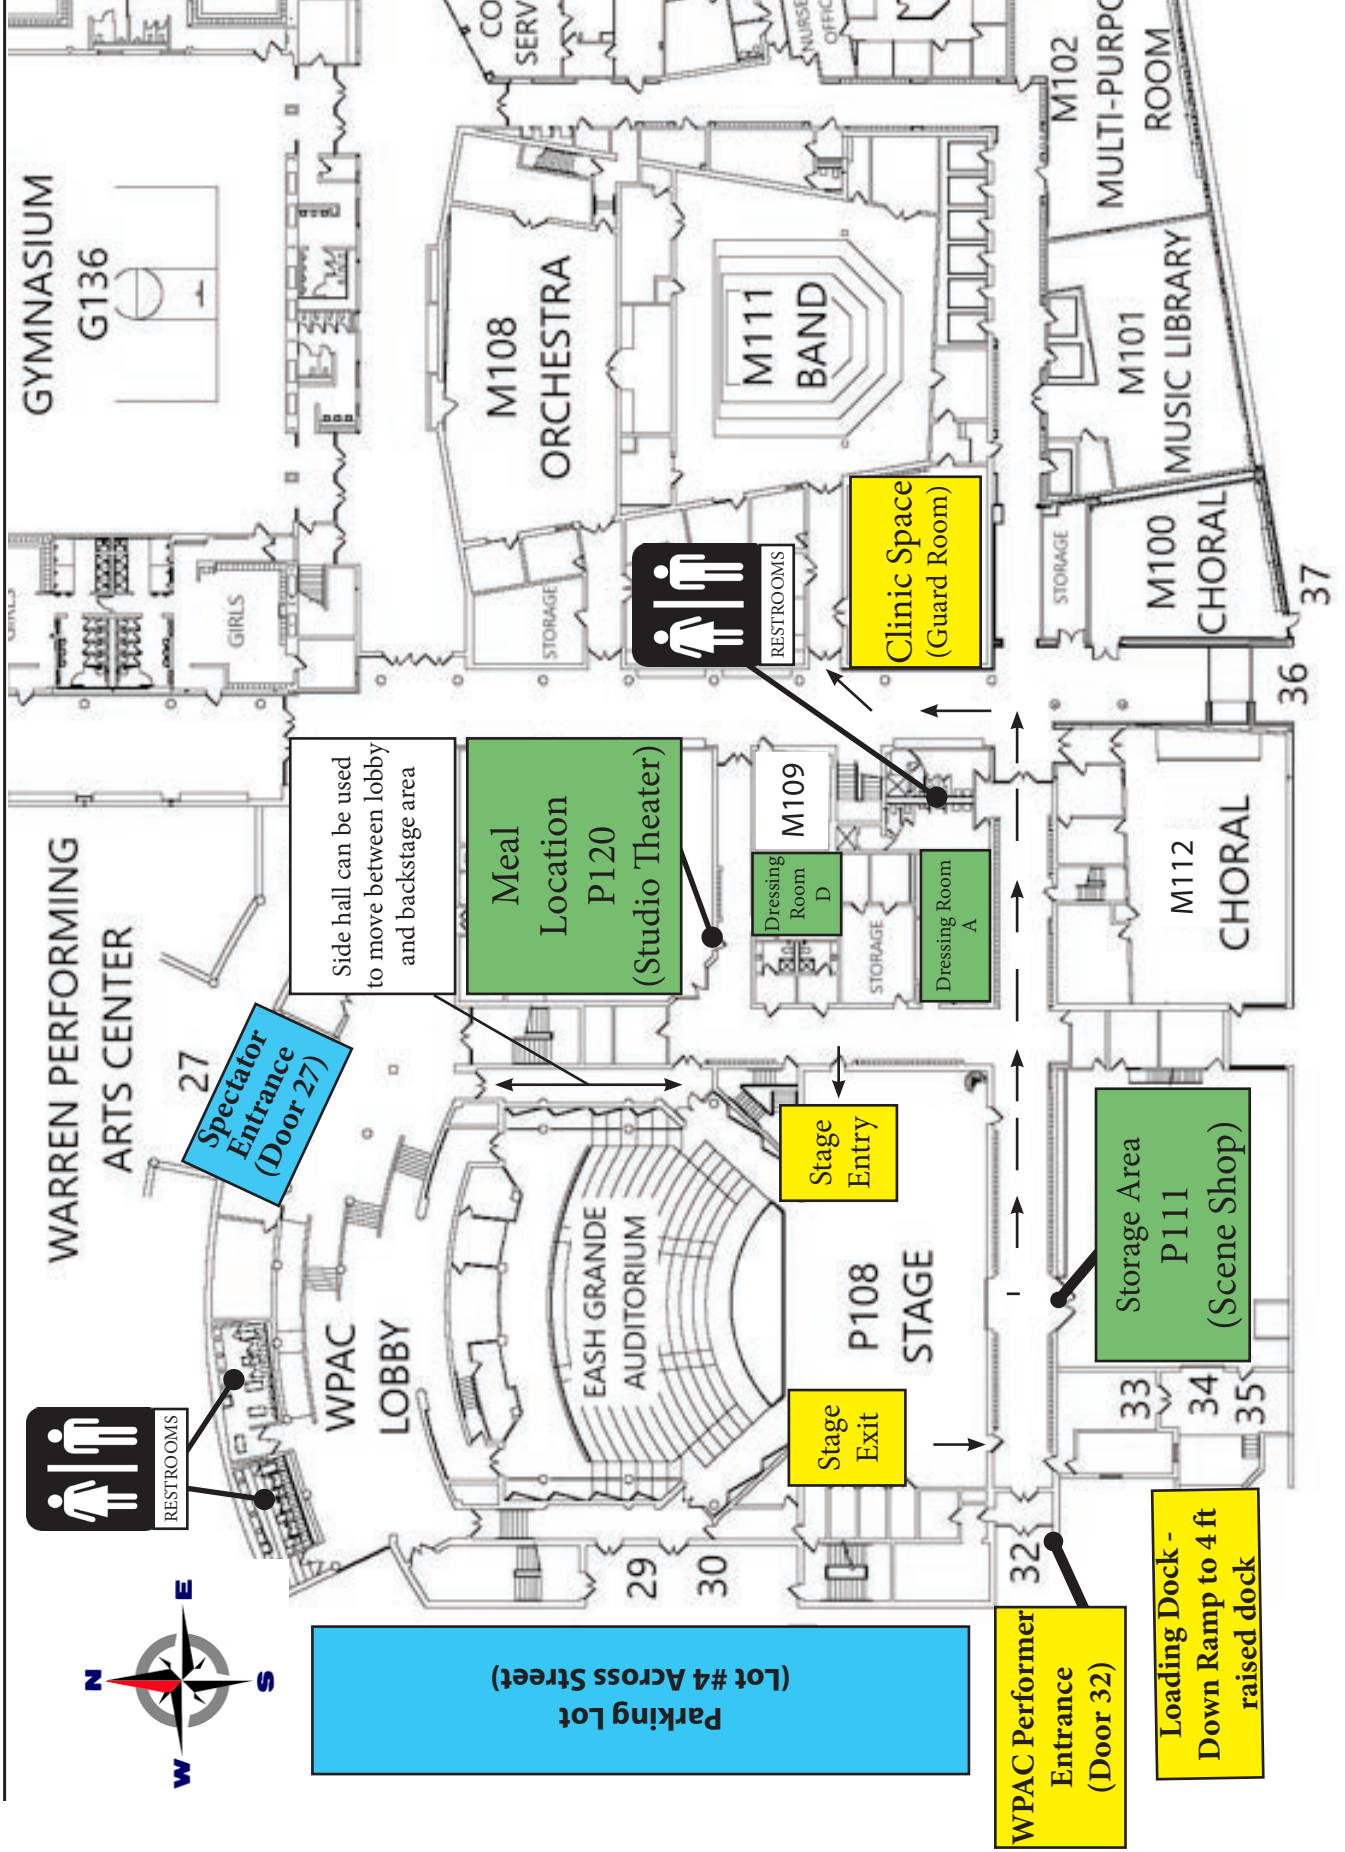 WARREN PERFORMING
ARTS CENTER
27
Spectator
Entrance
(Door 27)
GYMNASIUM
G136
GIRLS
RESTROOMS
N
E
S
W
WPAC
LOBBY
Side hall can be used
to move between lobby
and backstage area
Meal
Location
P120
(Studio Theater)
EASH GRANDE
AUDITORIUM
29
30
Parking Lot
(Lot #4 Across Street)
STORAGE
M108
ORCHESTRA
M111
BAND
CO
SERV
NURSE
OFFIC
RESTROOMS
M109
Dressing
Room
D
STORAGE
Dressing Room
A
Clinic Space
(Guard Room)
Stage
Entry
P108
STAGE
Stage
Exit
32
WPAC Performer
Entrance
(Door 32)
Loading Dock -
Down Ramp to 4 ft
raised dock
33
34
35
Storage Area
P111
(Scene Shop)
M112
CHORAL
36
37
STORAGE
M100
CHORAL
M101
MUSIC LIBRARY
M102
MULTI-PURPO
ROOM